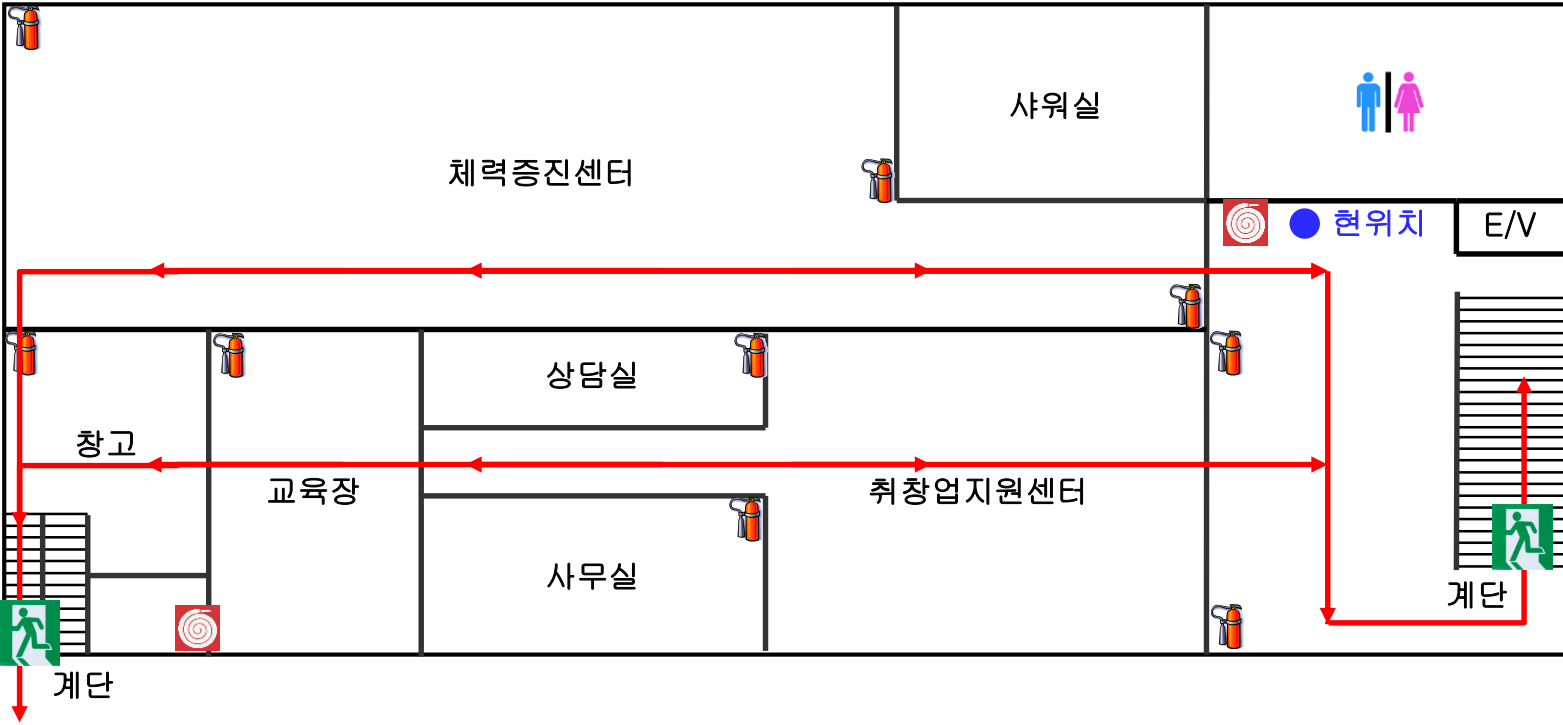 샤워실
체력증진센터
현위치
E/V
상담실
창고
교육장
취창업지원센터
사무실
계단
계단